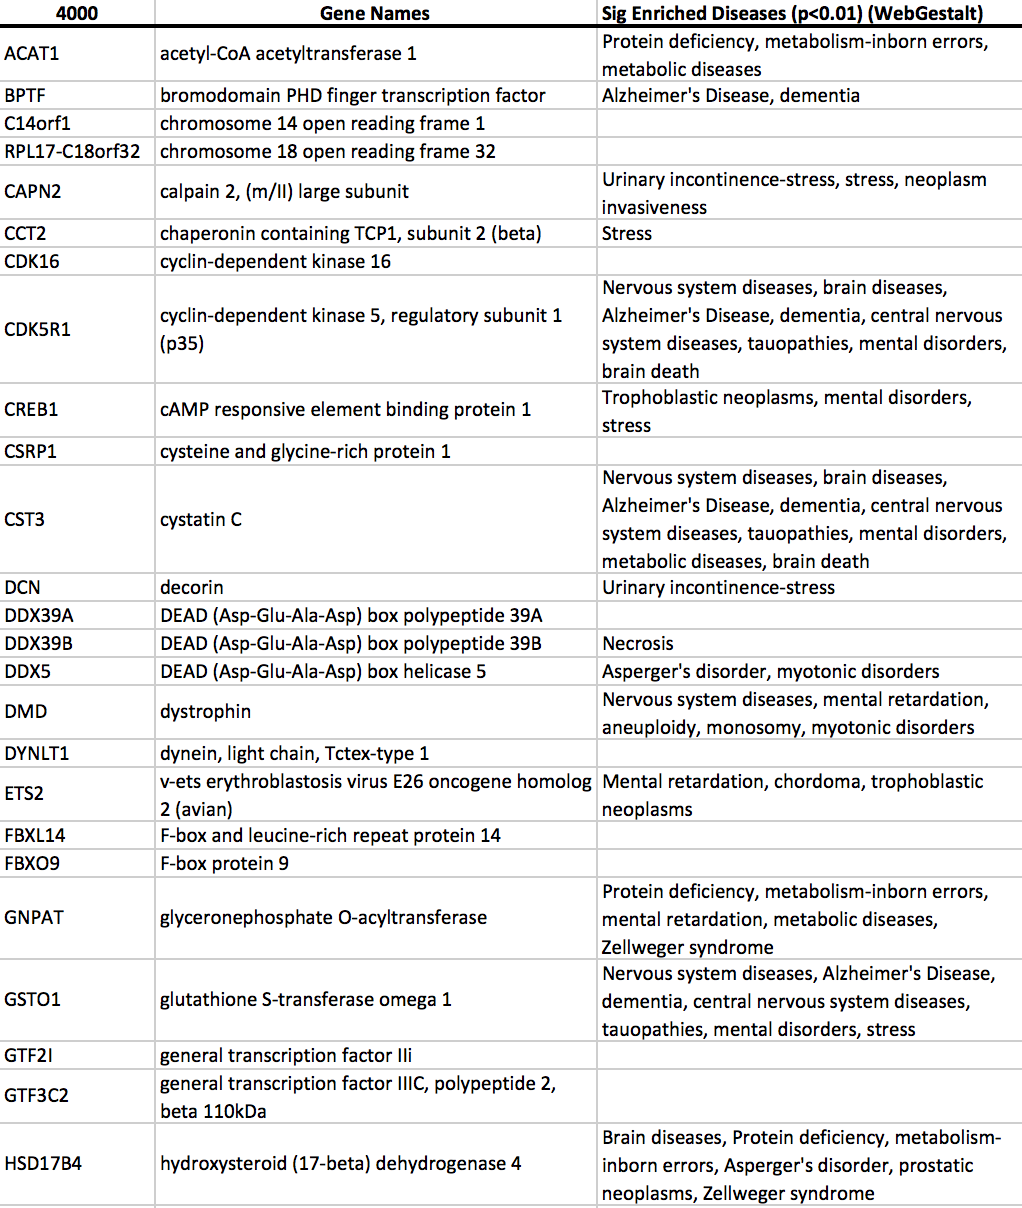 4000 Gene Names Sig Enriched Diseases (p<0.01) (WebGestalt)
ACAT1 acetyl-CoA acetyltransferase 1 Protein deficiency, metabolism-inborn errors,
metabolic diseases
BPTF bromodomain PHD finger transcription factor Alzheimer's Disease, dementia
C14orf1 chromosome 14 open reading frame 1
RPL17-C18orf32 chromosome 18 open reading frame 32
CAPN2 calpain 2, (m/II) large subunit Urinary incontinence-stress, stress, neoplasm
invasiveness
CCT2 chaperonin containing TCP1, subunit 2 (beta) Stress
CDK16 cyclin-dependent kinase 16
CDK5R1 cyclin-dependent kinase 5, regulatory subunit 1
(p35)
Nervous system diseases, brain diseases,
Alzheimer's Disease, dementia, central nervous
system diseases, tauopathies, mental disorders,
brain death
CREB1 cAMP responsive element binding protein 1 Trophoblastic neoplasms, mental disorders,
stress
CSRP1 cysteine and glycine-rich protein 1
CST3 cystatin C Nervous system diseases, brain diseases,
Alzheimer's Disease, dementia, central nervous
system diseases, tauopathies, mental disorders,
metabolic diseases, brain death
DCN decorin Urinary incontinence-stress
DDX39A DEAD (Asp-Glu-Ala-Asp) box polypeptide 39A
DDX39B DEAD (Asp-Glu-Ala-Asp) box polypeptide 39B Necrosis
DDX5 DEAD (Asp-Glu-Ala-Asp) box helicase 5 Asperger's disorder, myotonic disorders
DMD dystrophin Nervous system diseases, mental retardation,
aneuploidy, monosomy, myotonic disorders
DYNLT1 dynein, light chain, Tctex-type 1
ETS2 v-ets erythroblastosis virus E26 oncogene homolog
2 (avian)
Mental retardation, chordoma, trophoblastic
neoplasms
FBXL14 F-box and leucine-rich repeat protein 14
FBXO9 F-box protein 9
GNPAT glyceronephosphate O-acyltransferase Protein deficiency, metabolism-inborn errors,
mental retardation, metabolic diseases,
Zellweger syndrome
GSTO1 glutathione S-transferase omega 1 Nervous system diseases, Alzheimer's Disease,
dementia, central nervous system diseases,
tauopathies, mental disorders, stress
GTF2I general transcription factor IIi
GTF3C2 general transcription factor IIIC, polypeptide 2,
beta 110kDa
HSD17B4 hydroxysteroid (17-beta) dehydrogenase 4 Brain diseases, Protein deficiency, metabolism-
inborn errors, Asperger's disorder, prostatic
neoplasms, Zellweger syndrome